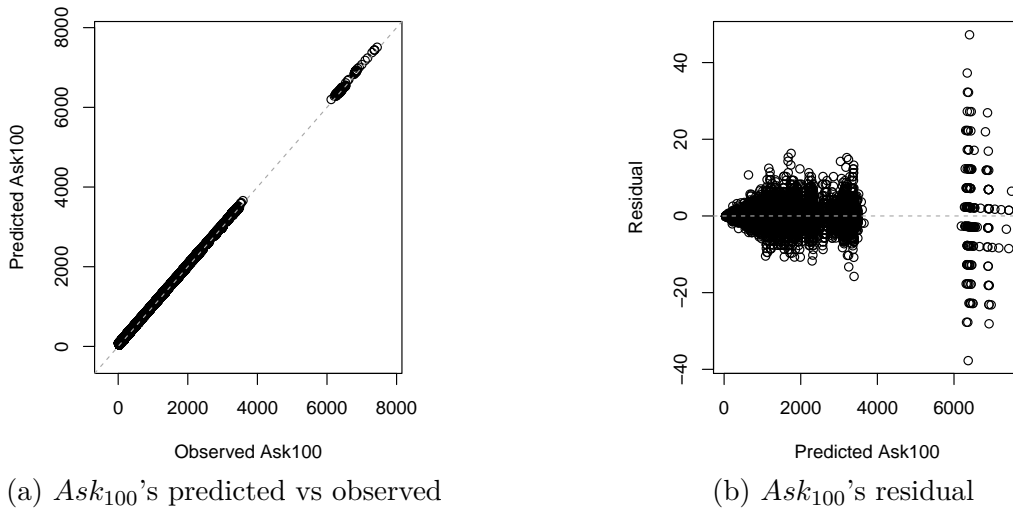 8000
6000
4000
2000
0
Predicted Ask100
0 2000 4000 6000 8000
Observed Ask100
(a) Ask100's predicted vs observed
40
20
0
−20
−40
Residual
0 2000 4000 6000
Predicted Ask100
(b) Ask100's residual